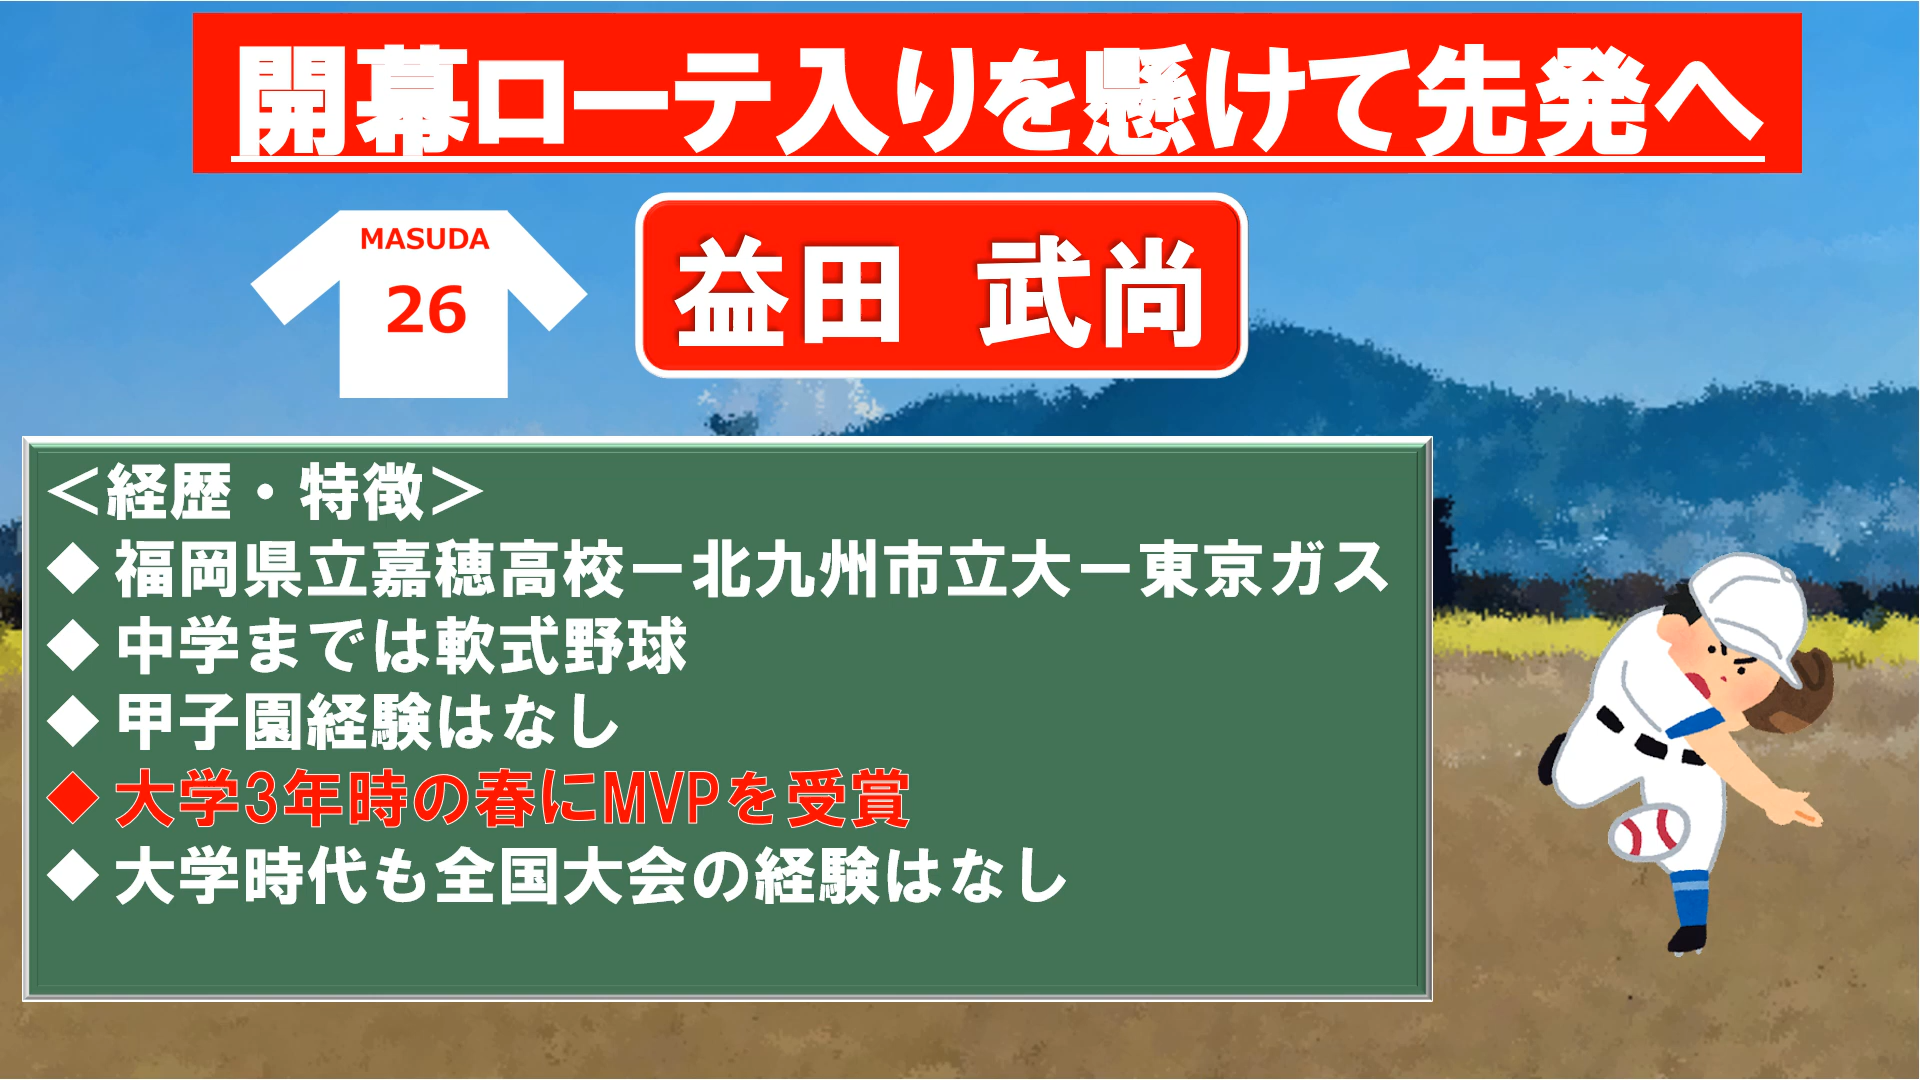 開幕ローテ入りを懸けて先発へ
MASUDA
26
益田 武尚
＜経歴・特徴＞
◆福岡県立嘉穂高校－北九州市立大－東京ガス
◆中学までは軟式野球
◆甲子園経験はなし
◆大学3年時の春にMVPを受賞
◆大学時代も全国大会の経験はなし